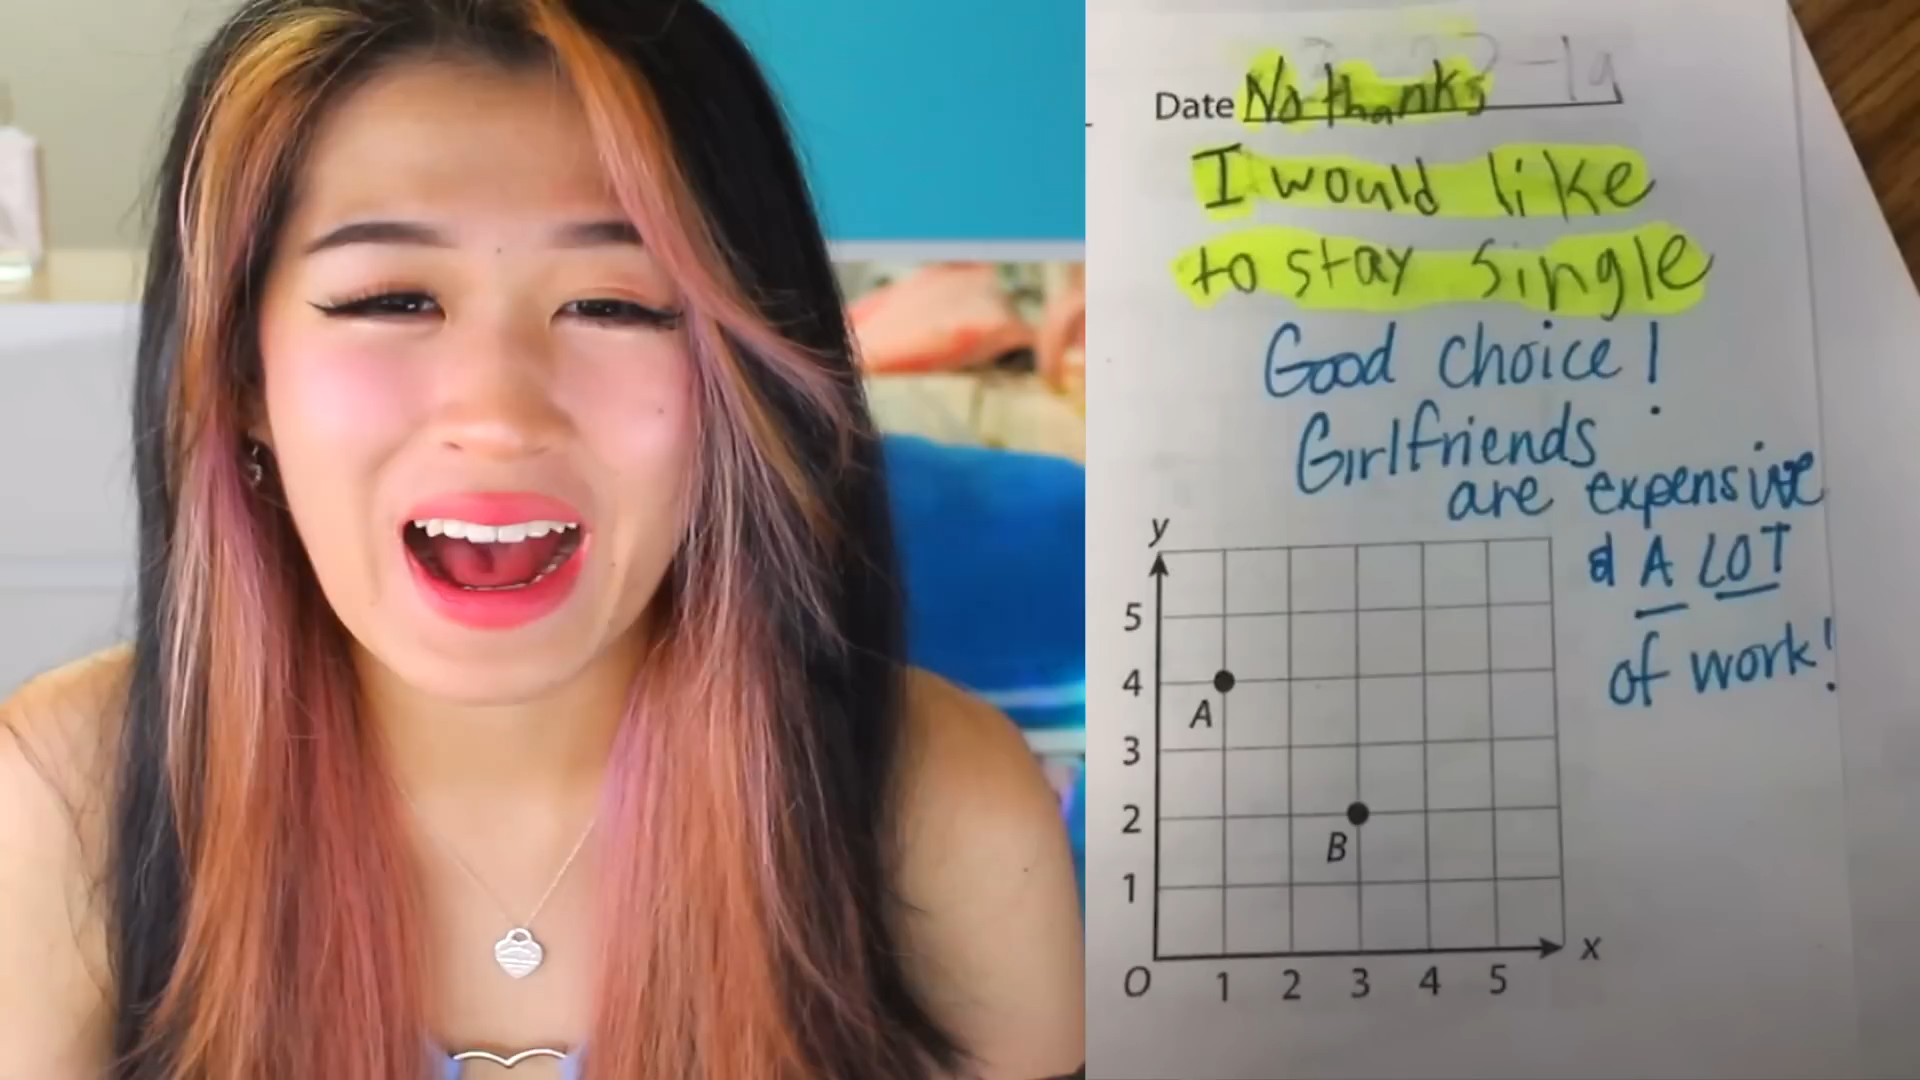 Date No thanks
I would like
to stay single
Good choice!
Girlfriends
are expensive
& A LOT
of work!
y
5
4
A
3
2
B
1
O 1 2 3 4 5 x